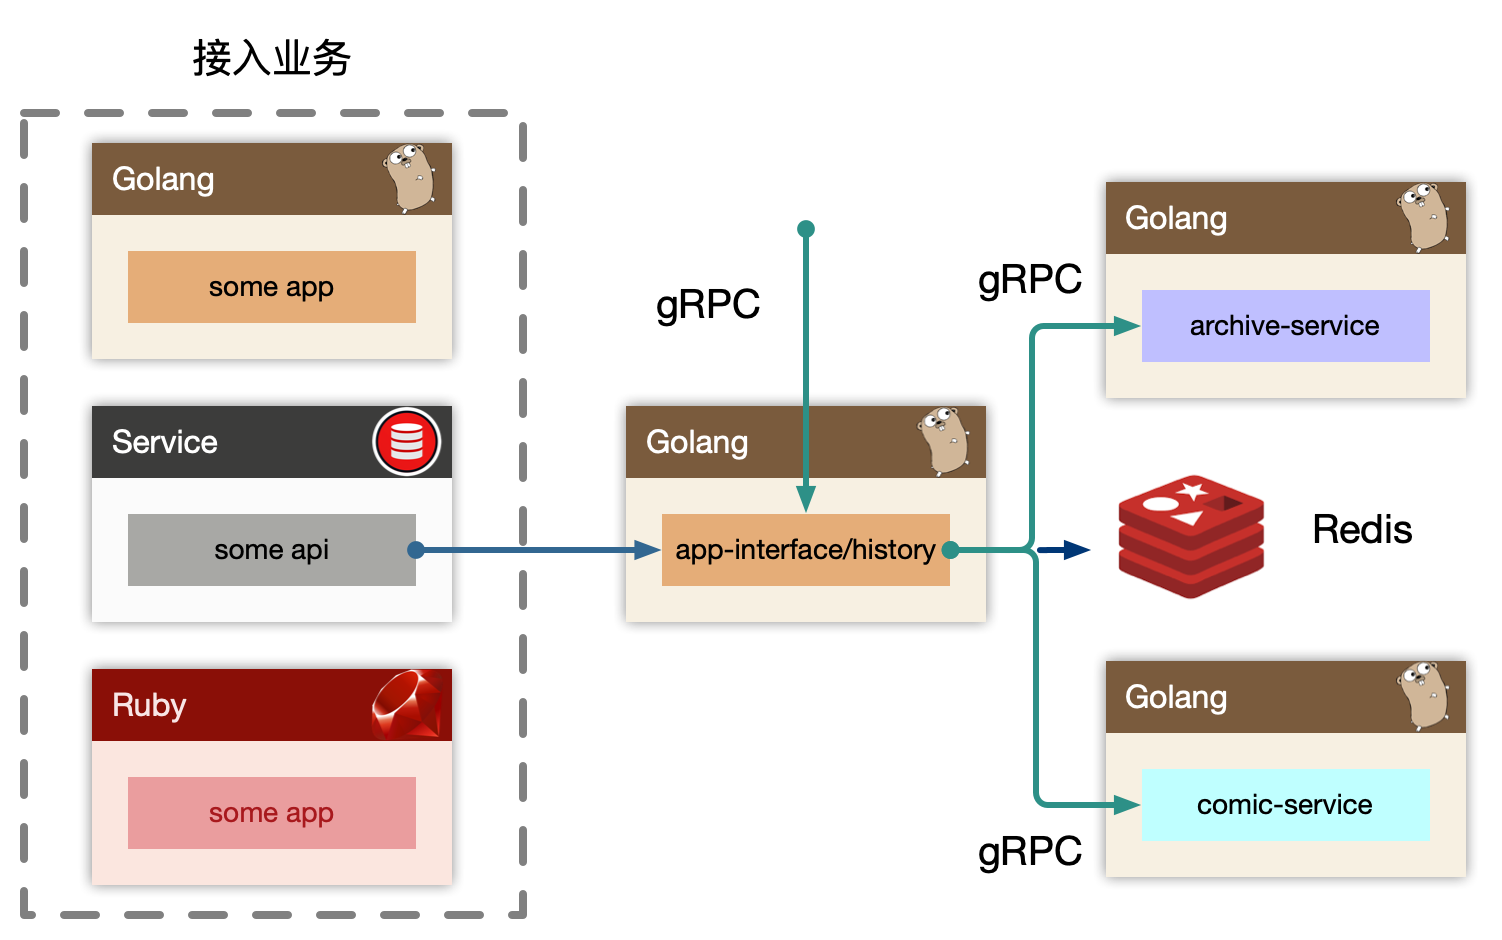 接入业务
Golang
some app
Service
some api
Ruby
some app
gRPC
Golang
app-interface/history
gRPC
Golang
archive-service
Redis
Golang
comic-service
gRPC